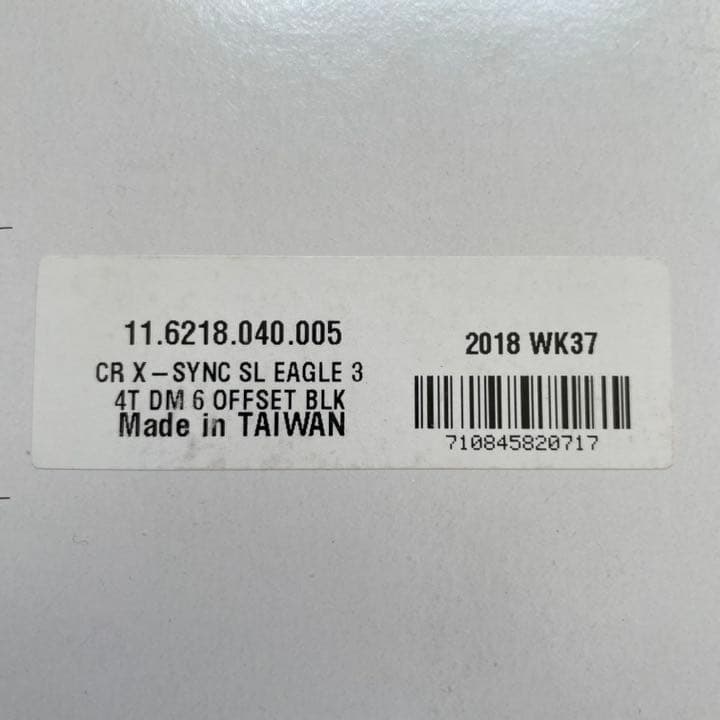 11.6218.040.005
CR X-SYNC SL EAGLE 3
4T DM 6 OFFSET BLK
Made in TAIWAN
2018 WK37
710845820717